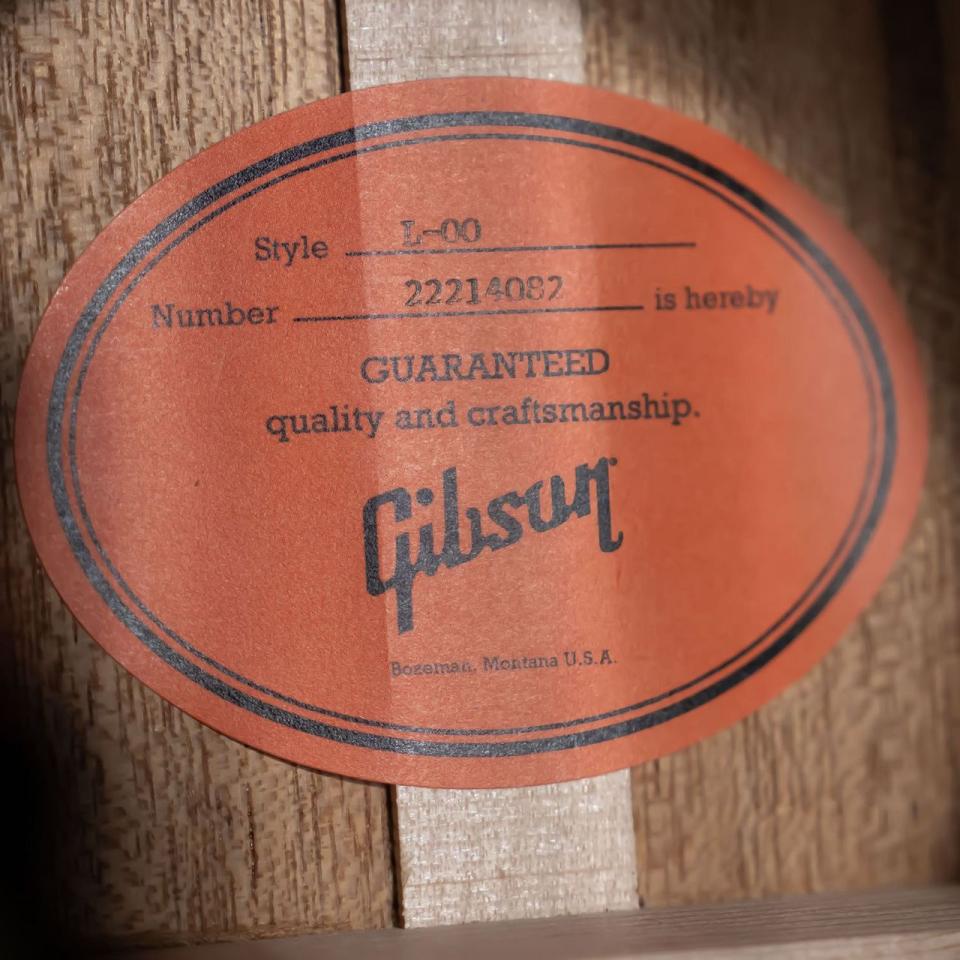 Style L-00
Number 22214082 is hereby
GUARANTEED
quality and craftsmanship.
Gibson
Bozeman, Montana U.S.A.